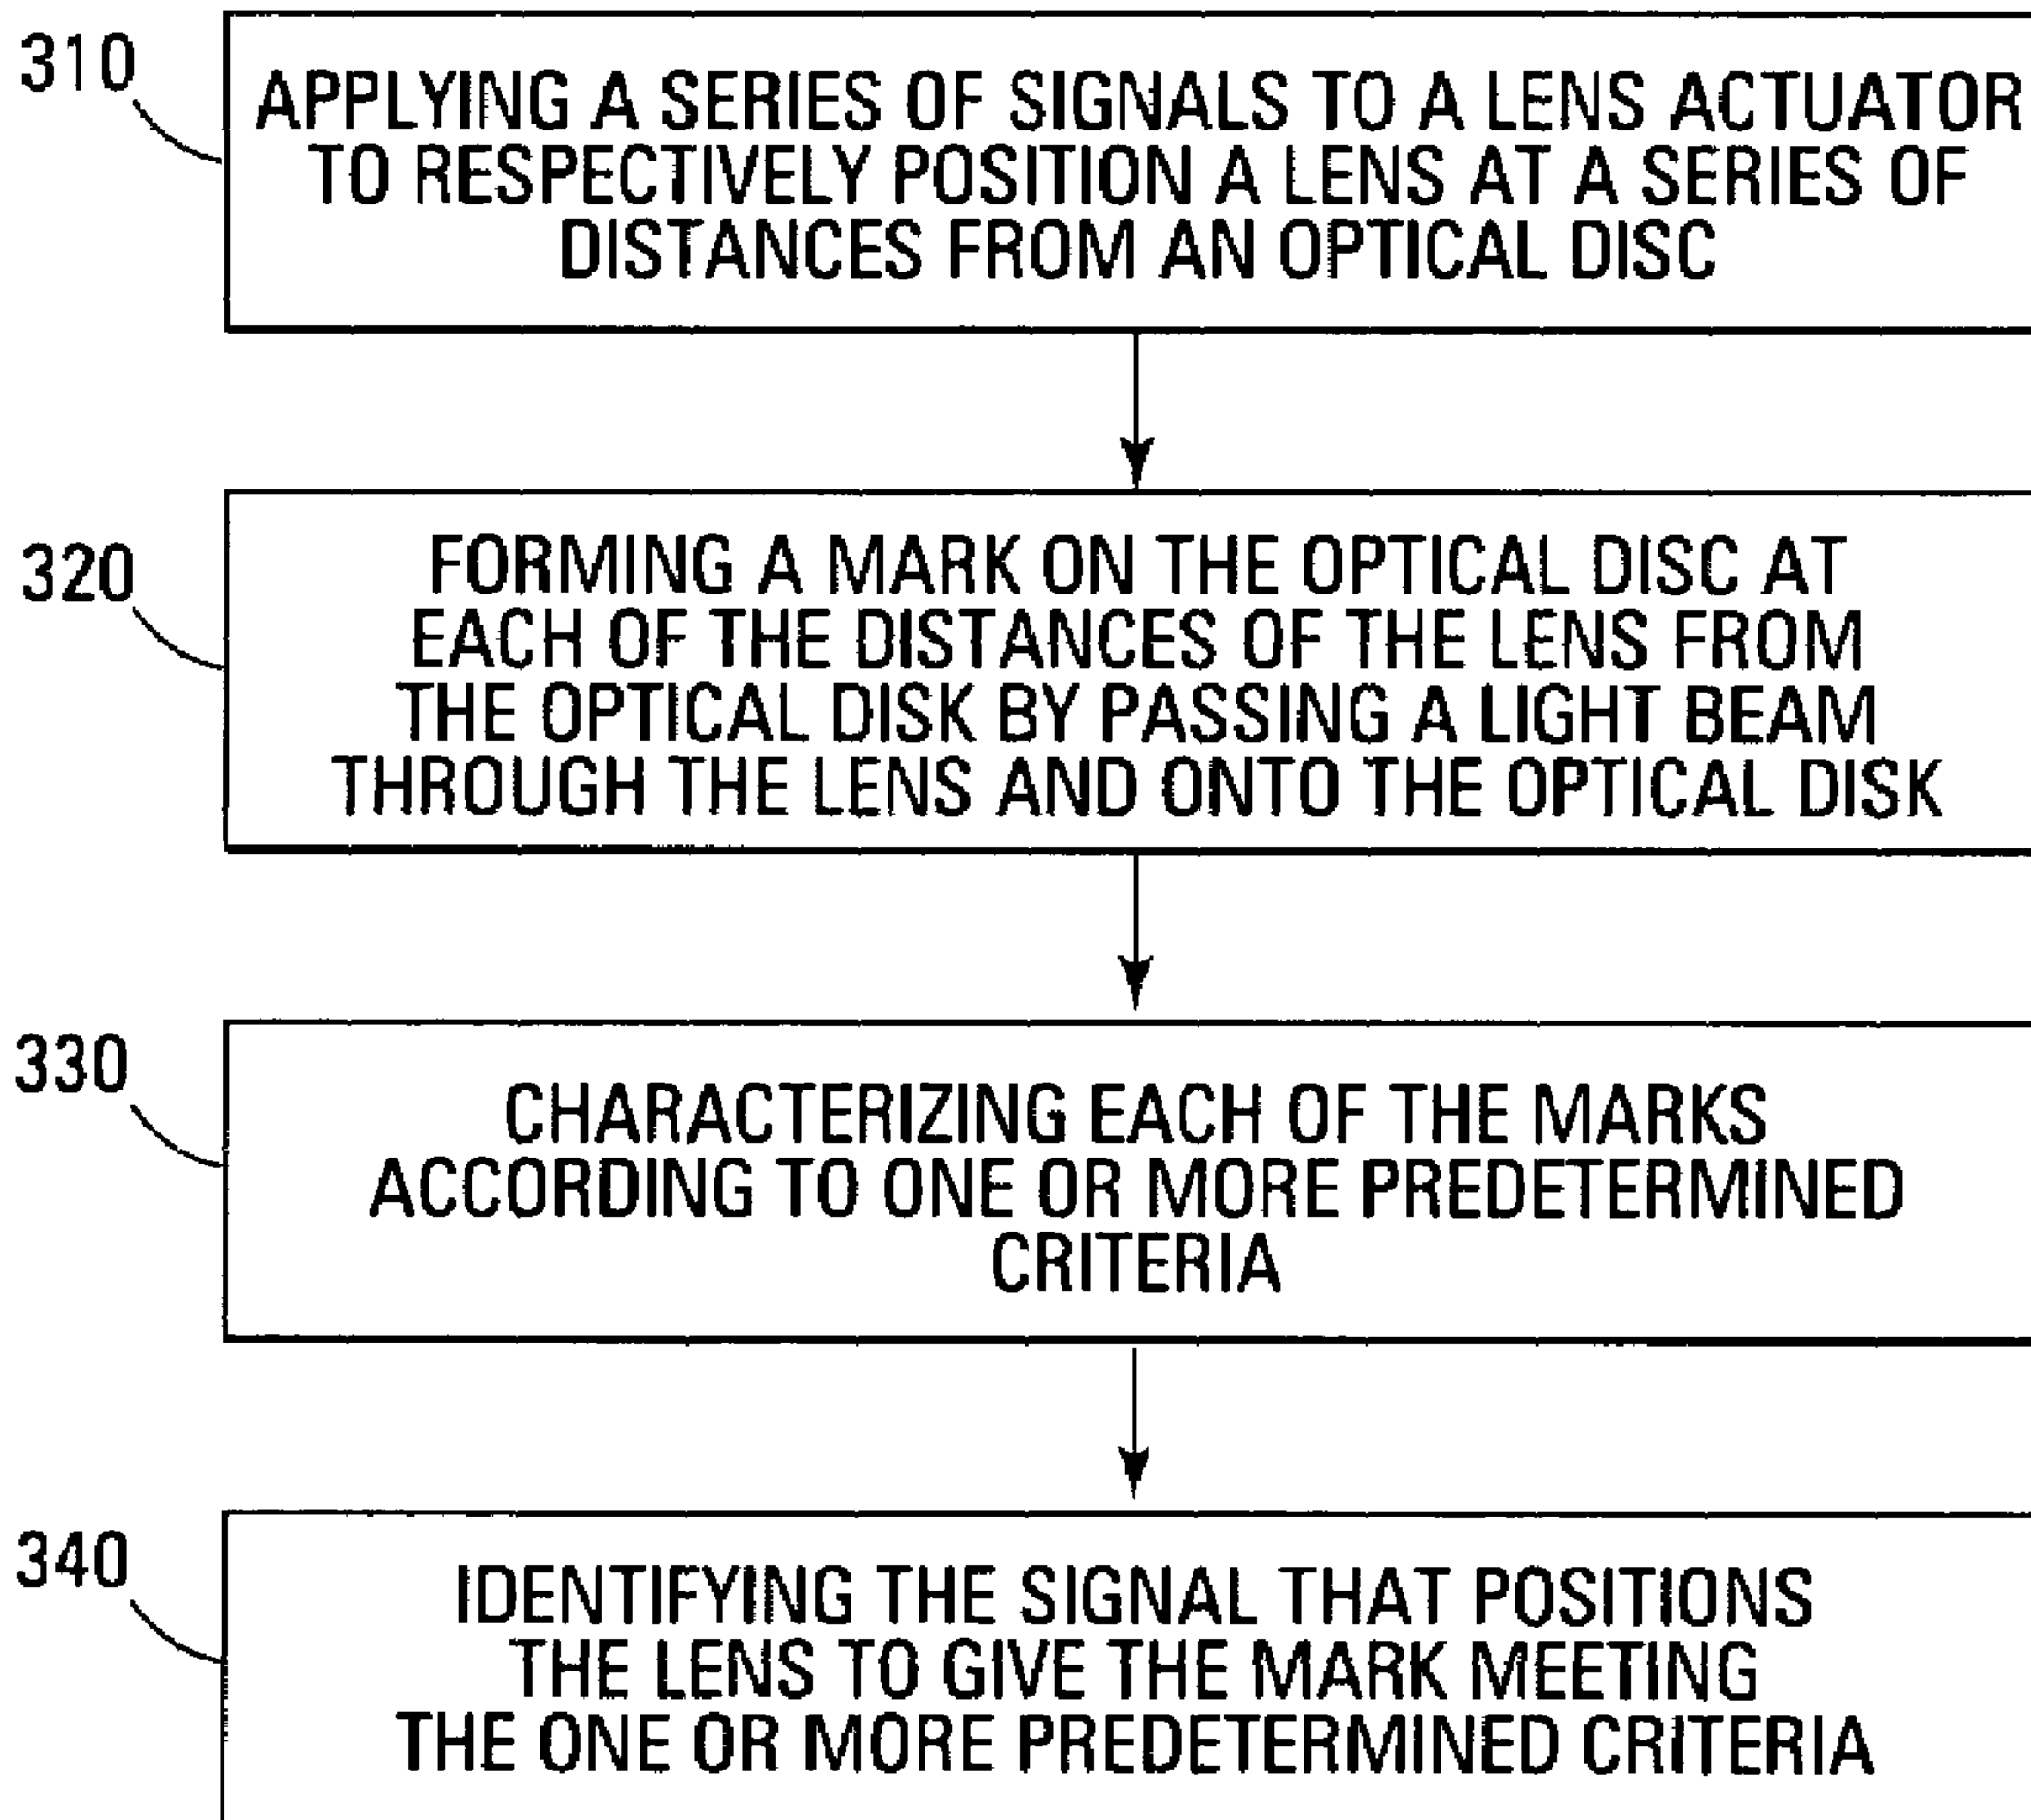 310
APPLYING A SERIES OF SIGNALS TO A LENS ACTUATOR
TO RESPECTIVELY POSITION A LENS AT A SERIES OF
DISTANCES FROM AN OPTICAL DISC
320
FORMING A MARK ON THE OPTICAL DISC AT
EACH OF THE DISTANCES OF THE LENS FROM
THE OPTICAL DISK BY PASSING A LIGHT BEAM
THROUGH THE LENS AND ONTO THE OPTICAL DISK
330
CHARACTERIZING EACH OF THE MARKS
ACCORDING TO ONE OR MORE PREDETERMINED
CRITERIA
340
IDENTIFYING THE SIGNAL THAT POSITIONS
THE LENS TO GIVE THE MARK MEETING
THE ONE OR MORE PREDETERMINED CRITERIA